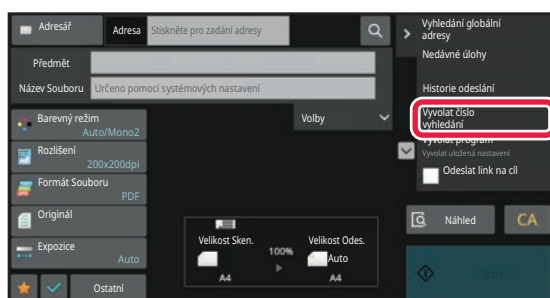 Adresář
Adresa
Stiskněte pro zadání adresy
Předmět
Název Souboru
Určeno pomocí systémových nastavení
Barevný režim
Auto/Mono2
Rozlišení
200x200dpi
Formát Souboru
PDF
Originál
Expozice
Auto
Ostatní
Volby
Velikost Sken.
A4
100%
Velikost Odes.
Auto
A4
Vyhledání globální
adresy
Nedávné úlohy
Historie odeslání
Vyvolat číslo
vyhledání
Vyvolat program
Vyvolat uložená nastavení
Odeslat link na cíl
Náhled
CA
Start